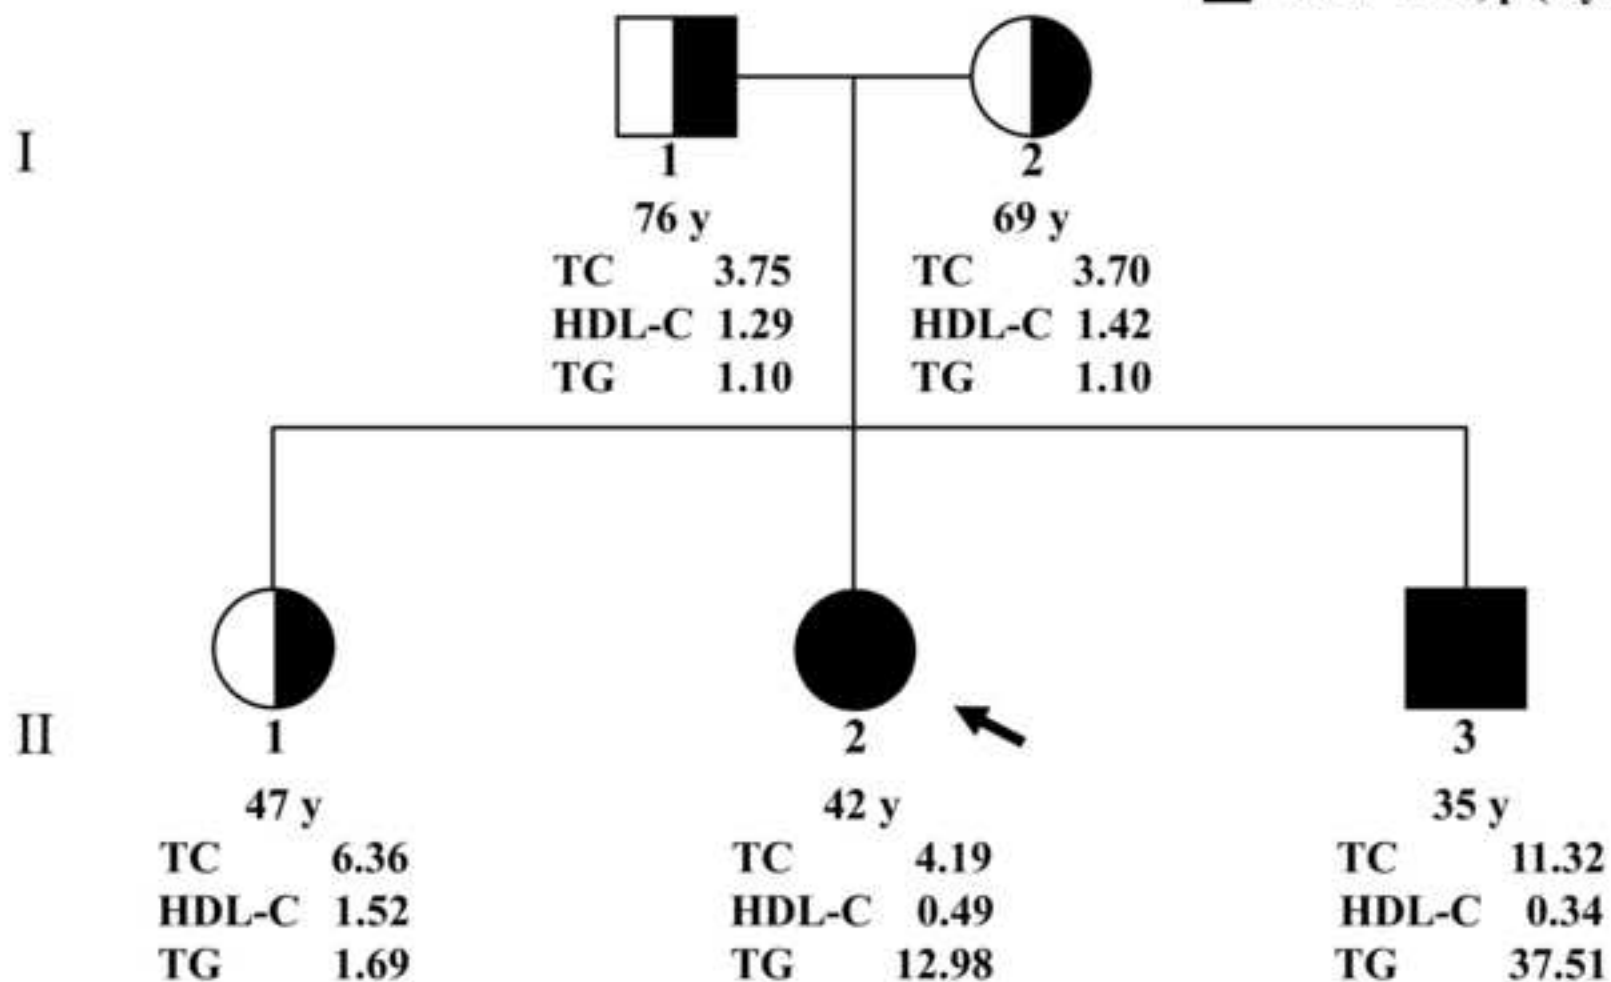 I
1 2
76 y 69 y
TC 3.75 TC 3.70
HDL-C 1.29 HDL-C 1.42
TG 1.10 TG 1.10
II
1 2 3
47 y 42 y 35 y
TC 6.36 TC 4.19 TC 11.32
HDL-C 1.52 HDL-C 0.49 HDL-C 0.34
TG 1.69 TG 12.98 TG 37.51